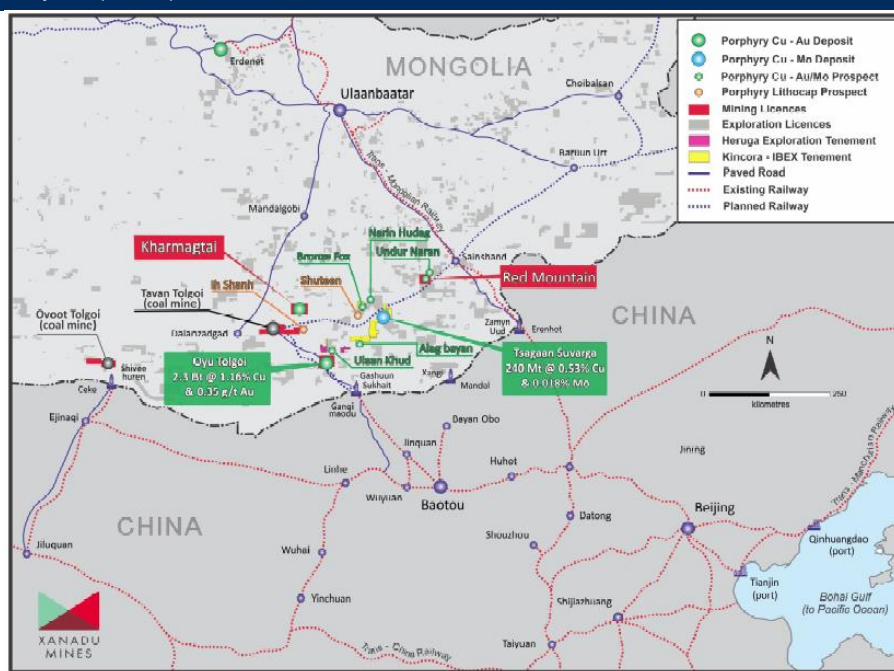 Erdenet
MONGOLIA
Choibalsan
Ulaanbaatar
Baruun Urt
Trans - Mongolian Railway
Mandalgobi
Narin Hudag
Undur Naran
Kharmagtai
Bronze Fox
Sainshand
Red Mountain
Ih Shanh
Shuteen
Tavan Tolgoi
(coal mine)
Ovoot Tolgoi
(coal mine)
Dalanzadgad
Zamyn
Uud
Erenhot
CHINA
Alag bayan
Tsagaan Suvarga
240 Mt @ 0.53% Cu
& 0.018% Mo
Oyu Tolgoi
2.3 Bt @ 1.16% Cu
& 0.35 g/t Au
Ulaan Khud
Shivee
huren
Ceke
Gashuun
Sukhait
Ganqi
maodu
Xangi
Mandal
N
0
250
kilometres
Ejinaqi
Bayan Obo
Jinquan
Jining
Linhe
Huhot
Wuyuan
Baotou
CHINA
Datong
Beijing
Trans - Manchurian Railway
Jiluquan
Wuhai
Shouzhou
Qinhuangdao
(port)
Tianjin
(port)
Yinchuan
Shijiazhuang
Bohai Gulf
(to Pacific Ocean)
Taiyuan
Trans - China Railway
XANADU
MINES
Porphyry Cu - Au Deposit
Porphyry Cu - Mo Deposit
Porphyry Cu - Au/Mo Prospect
Porphyry Lithocap Prospect
Mining Licences
Exploration Licences
Heruga Exploration Tenement
Kincora - IBEX Tenement
Paved Road
Existing Railway
Planned Railway